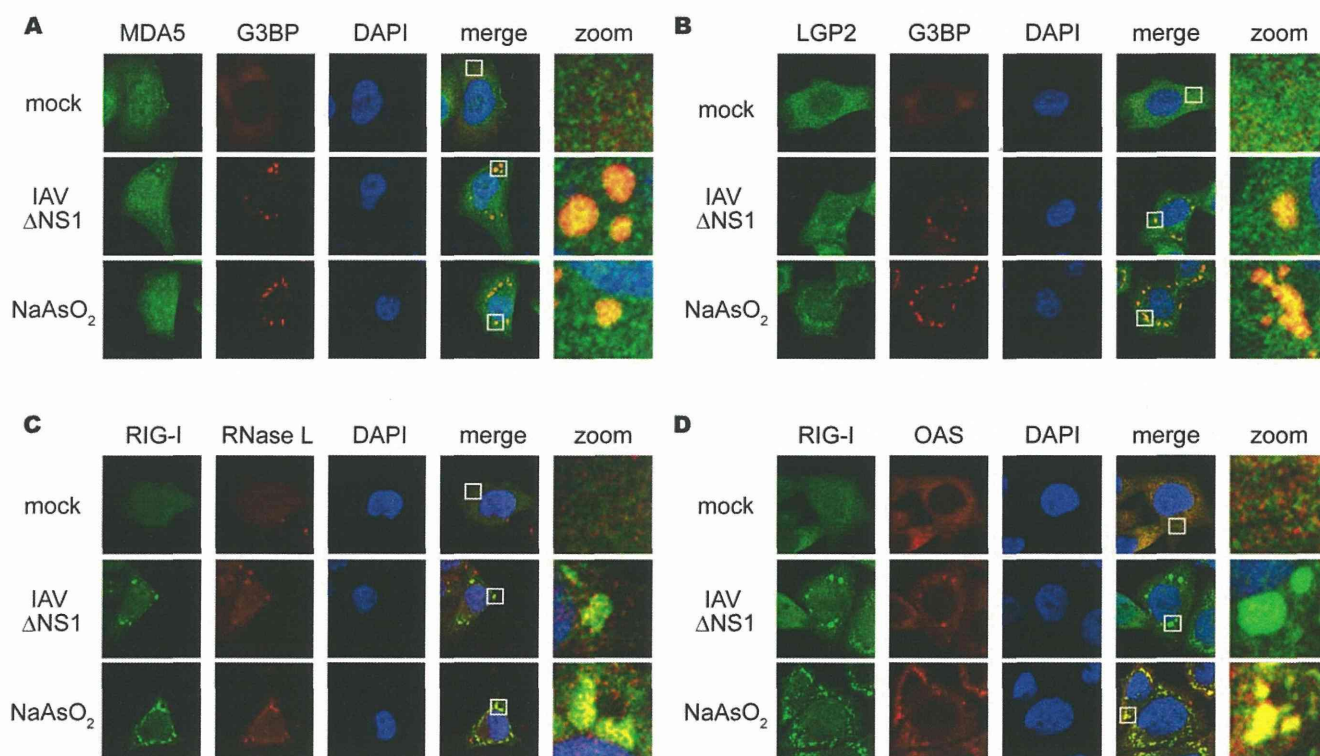 A
MDA5 G3BP DAPI merge zoom
mock
IAV
ΔNS1
NaAsO₂
B
LGP2 G3BP DAPI merge zoom
mock
IAV
ΔNS1
NaAsO₂
C
RIG-I RNase L DAPI merge zoom
mock
IAV
ΔNS1
NaAsO₂
D
RIG-I OAS DAPI merge zoom
mock
IAV
ΔNS1
NaAsO₂